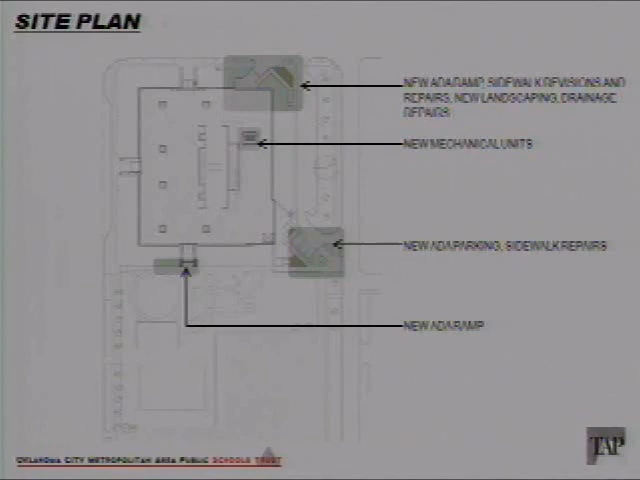 SITE PLAN
NEW ADA RAMP, SIDEWALK REVISIONS AND
REPAIRS, NEW LANDSCAPING, DRAINAGE
REPAIRS
NEW MECHANICAL UNITS
NEW ADA PARKING, SIDEWALK REPAIRS
NEW ADA RAMP
OKLAHOMA CITY METROPOLITAN AREA PUBLIC SCHOOLS TRUST
TAP